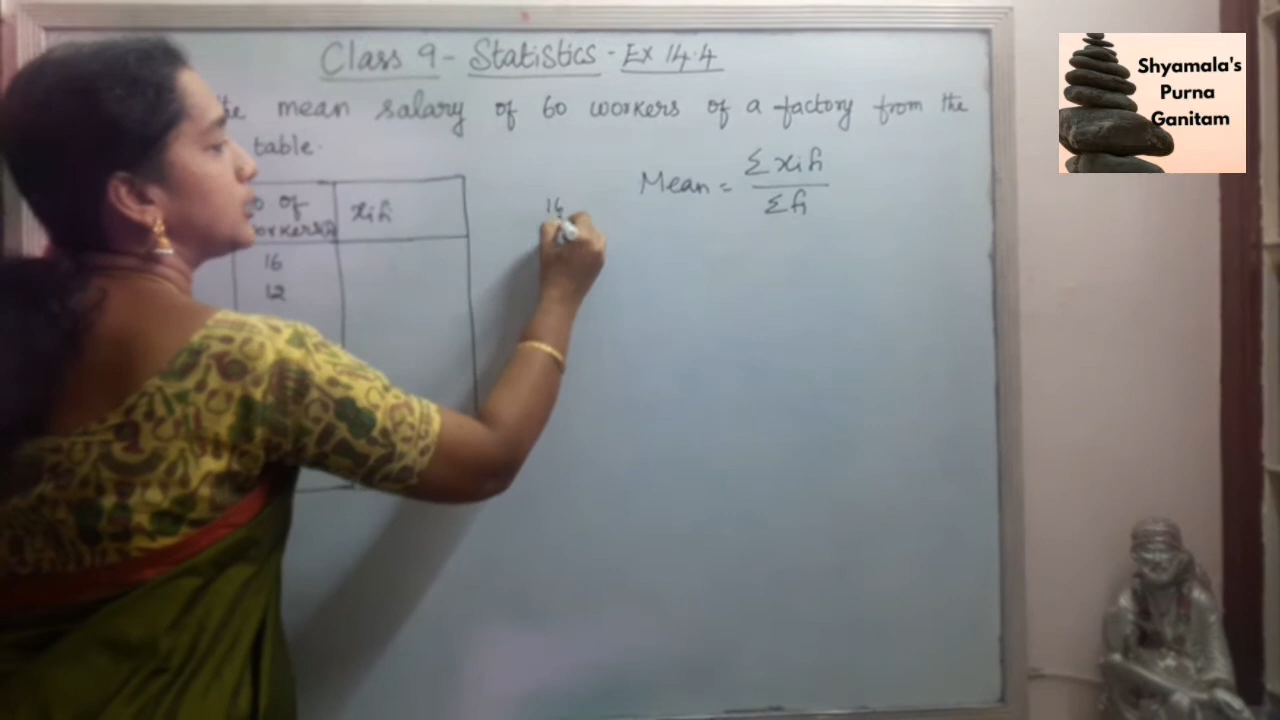 Class 9 - Statistics - Ex 14.4
the mean salary of 60 workers of a factory from the
table.
Mean = Σxifi / Σfi
of xifi
16
12
16
Shyamala's
Purna
Ganitam